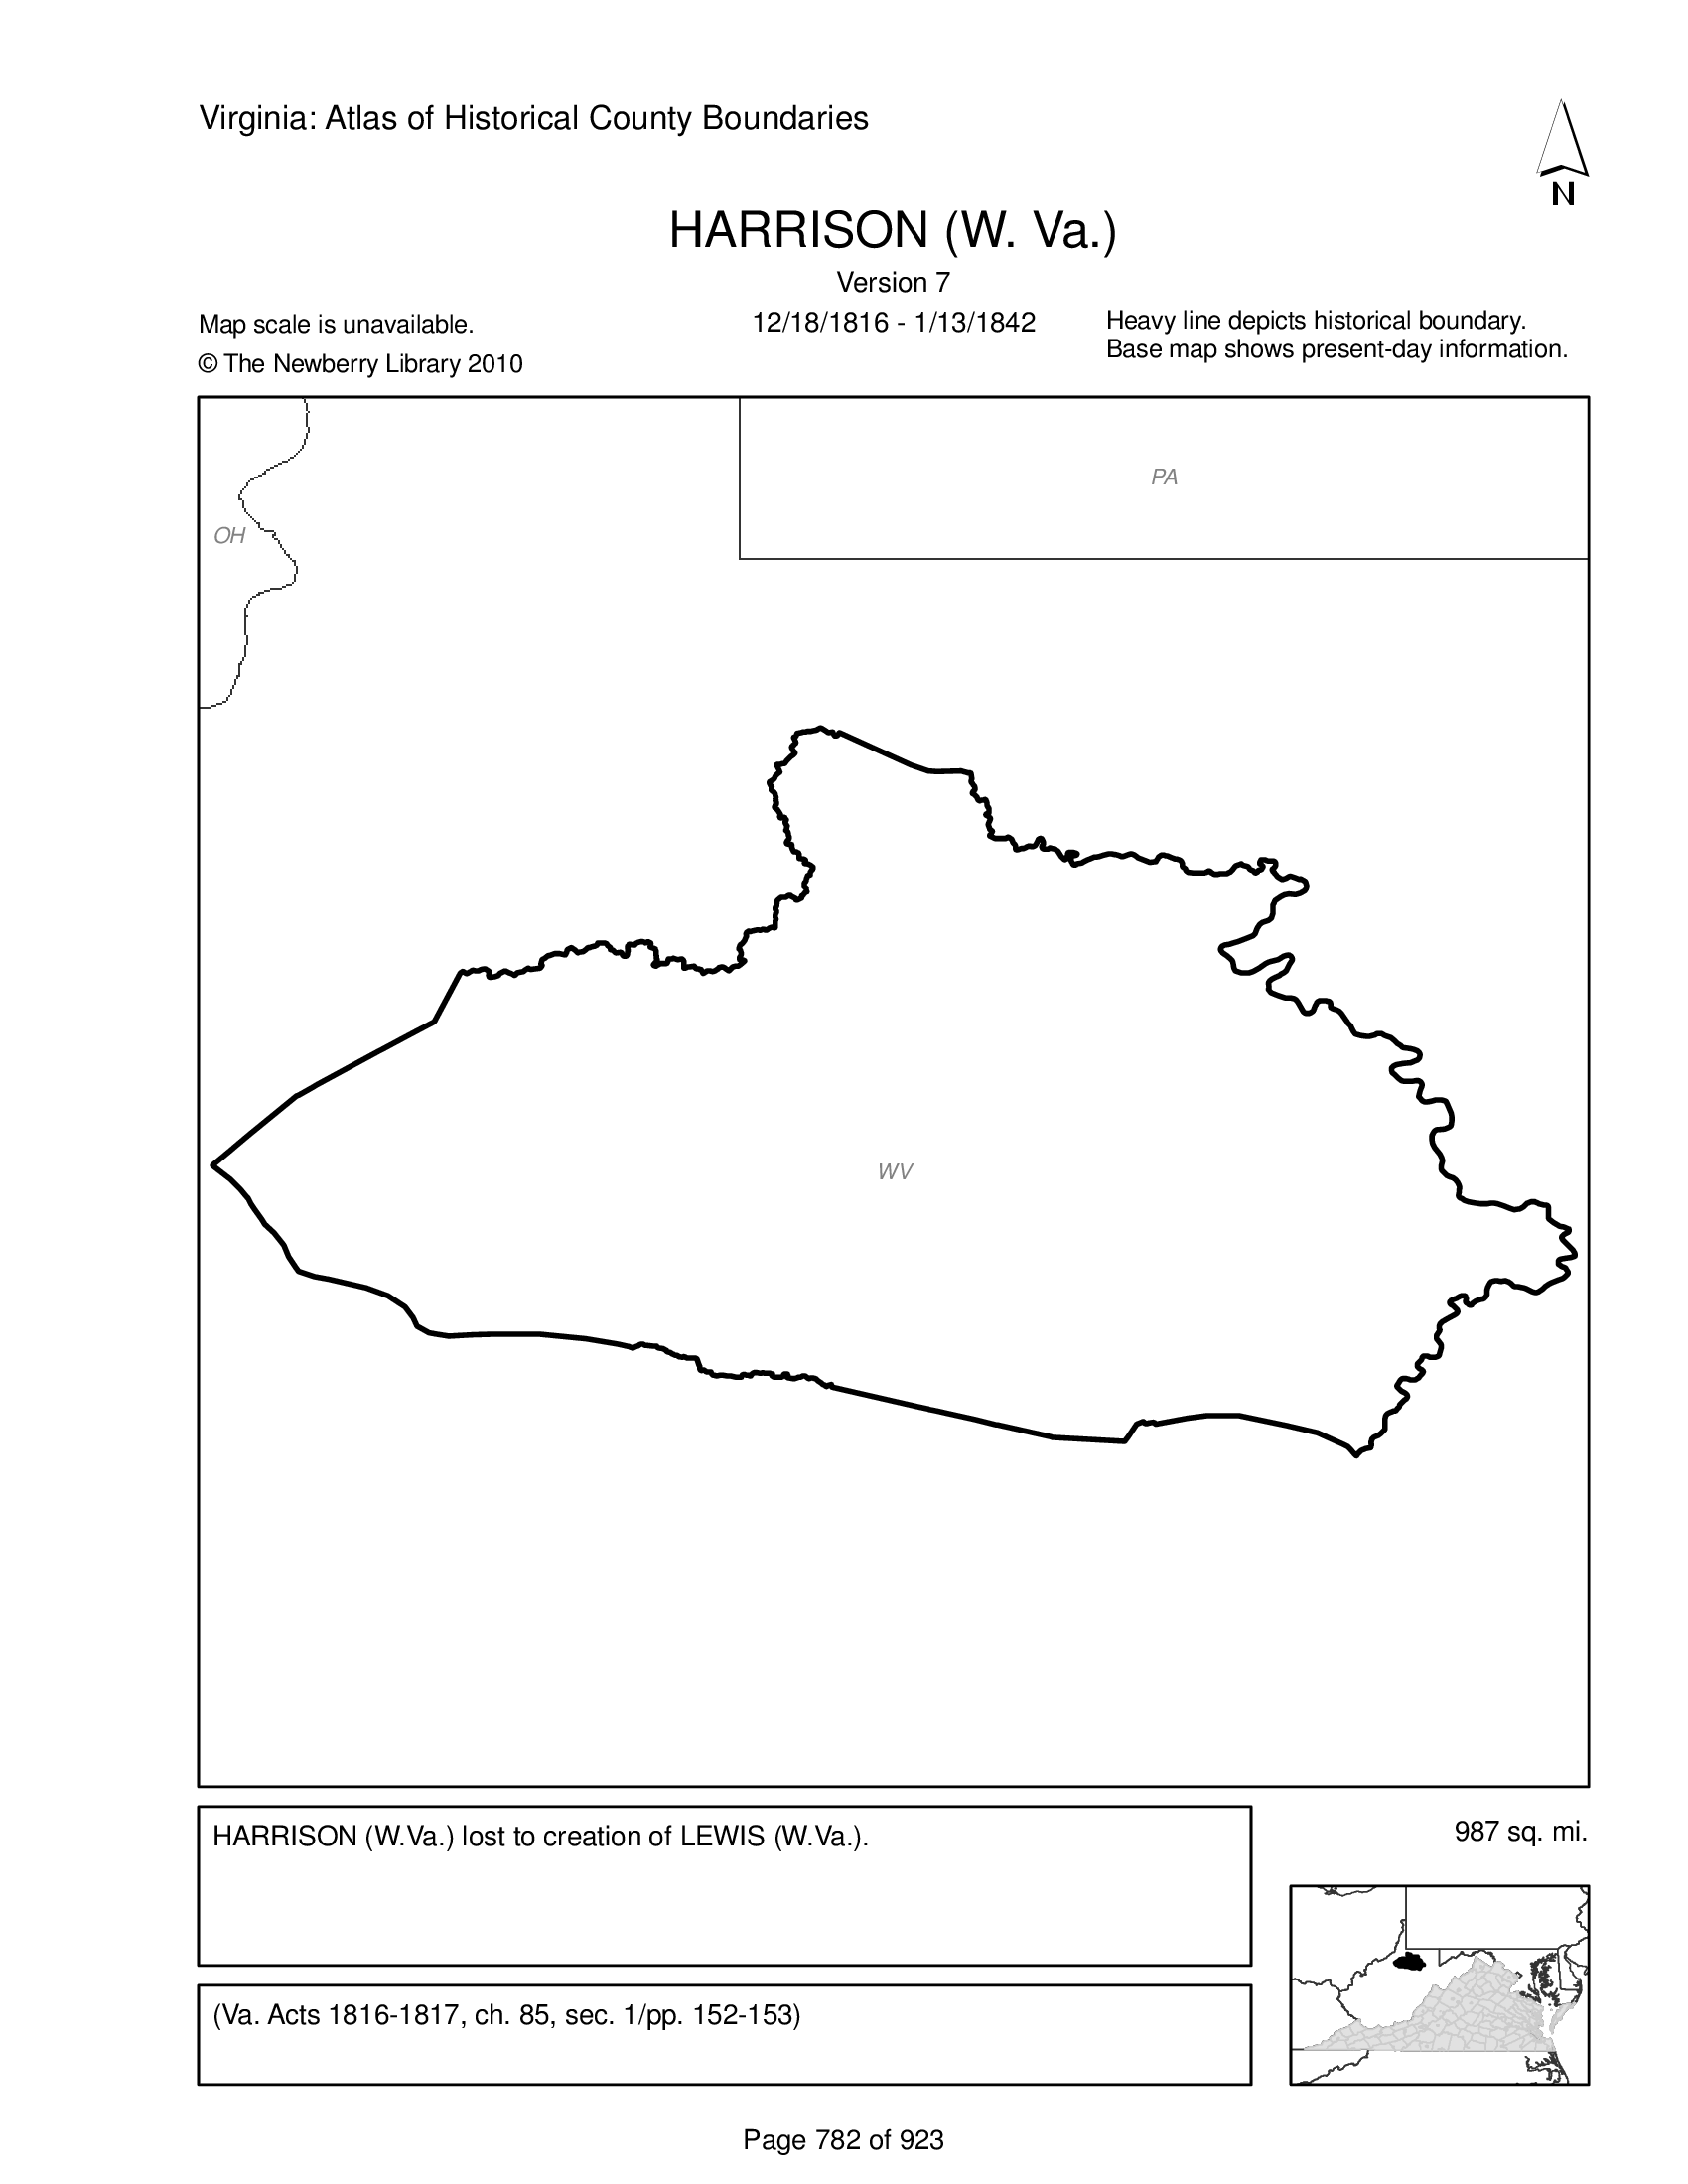 Virginia: Atlas of Historical County Boundaries
N
HARRISON (W. Va.)
Version 7
Map scale is unavailable.
12/18/1816 - 1/13/1842
Heavy line depicts historical boundary.
Base map shows present-day information.
© The Newberry Library 2010
PA
OH
WV
HARRISON (W.Va.) lost to creation of LEWIS (W.Va.).
987 sq. mi.
(Va. Acts 1816-1817, ch. 85, sec. 1/pp. 152-153)
Page 782 of 923